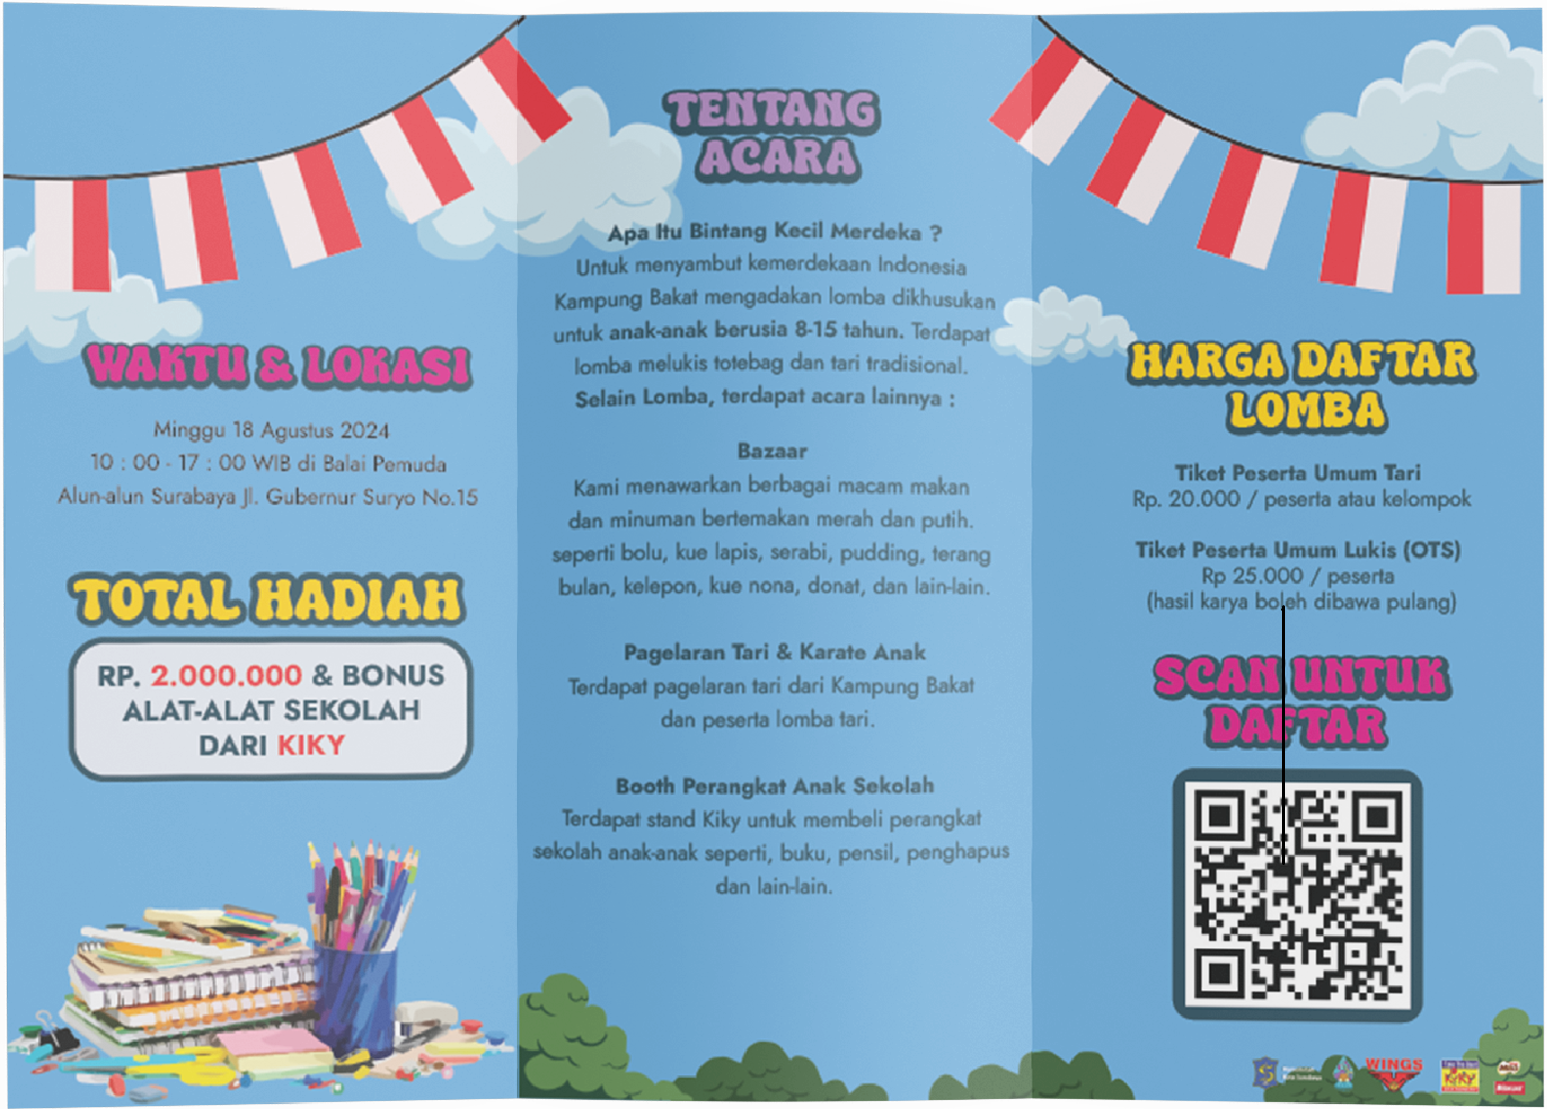 WAKTU & LOKASI
Minggu 18 Agustus 2024
10 : 00 - 17 : 00 WIB di Balai Pemuda
Alun-alun Surabaya Jl. Gubernur Suryo No.15
TOTAL HADIAH
RP. 2.000.000 & BONUS
ALAT-ALAT SEKOLAH
DARI KIKY
TENTANG
ACARA
Apa Itu Bintang Kecil Merdeka ?
Untuk menyambut kemerdekaan Indonesia
Kampung Bakat mengadakan lomba dikhusukan
untuk anak-anak berusia 8-15 tahun. Terdapat
lomba melukis totebag dan tari tradisional.
Selain Lomba, terdapat acara lainnya :
Bazaar
Kami menawarkan berbagai macam makan
dan minuman bertemakan merah dan putih.
seperti bolu, kue lapis, serabi, pudding, terang
bulan, kelepon, kue nona, donat, dan lain-lain.
Pagelaran Tari & Karate Anak
Terdapat pagelaran tari dari Kampung Bakat
dan peserta lomba tari.
Booth Perangkat Anak Sekolah
Terdapat stand Kiky untuk membeli perangkat
sekolah anak-anak seperti, buku, pensil, penghapus
dan lain-lain.
HARGA DAFTAR
LOMBA
Tiket Peserta Umum Tari
Rp. 20.000 / peserta atau kelompok
Tiket Peserta Umum Lukis (OTS)
Rp 25.000 / peserta
(hasil karya boleh dibawa pulang)
SCAN UNTUK
DAFTAR
WINGS
KiKY